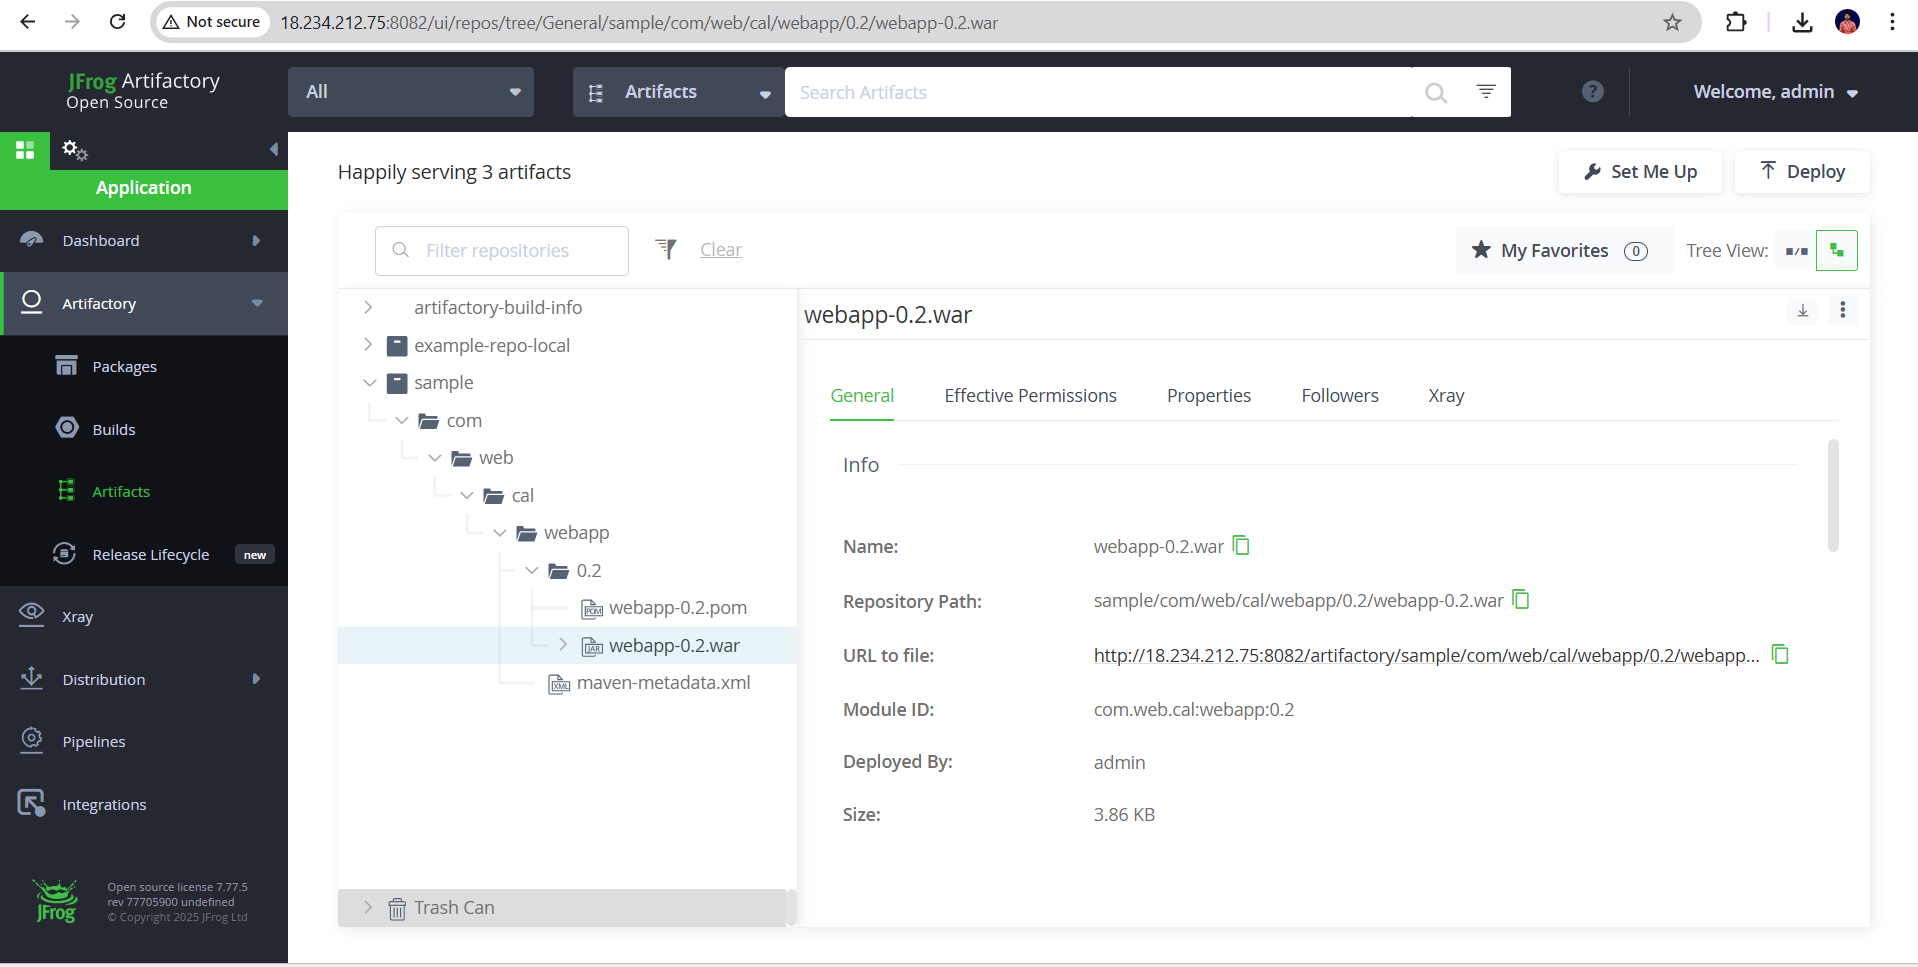 Not secure 18.234.212.75:8082/ui/repos/tree/General/sample/com/web/cal/webapp/0.2/webapp-0.2.war
JFrog Artifactory
Open Source
All
Artifacts
Search Artifacts
?
Welcome, admin
Application
Dashboard
Artifactory
Packages
Builds
Artifacts
Release Lifecycle new
Xray
Distribution
Pipelines
Integrations
JFrog
Open source license 7.77.5
rev 77705900 undefined
© Copyright 2025 JFrog Ltd
Happily serving 3 artifacts
Set Me Up
Deploy
Filter repositories
Clear
My Favorites 0
Tree View:
artifactory-build-info
example-repo-local
sample
com
web
cal
webapp
0.2
POM webapp-0.2.pom
JAR webapp-0.2.war
XML maven-metadata.xml
Trash Can
webapp-0.2.war
General Effective Permissions Properties Followers Xray
Info
Name: webapp-0.2.war
Repository Path: sample/com/web/cal/webapp/0.2/webapp-0.2.war
URL to file: http://18.234.212.75:8082/artifactory/sample/com/web/cal/webapp/0.2/webapp...
Module ID: com.web.cal:webapp:0.2
Deployed By: admin
Size: 3.86 KB